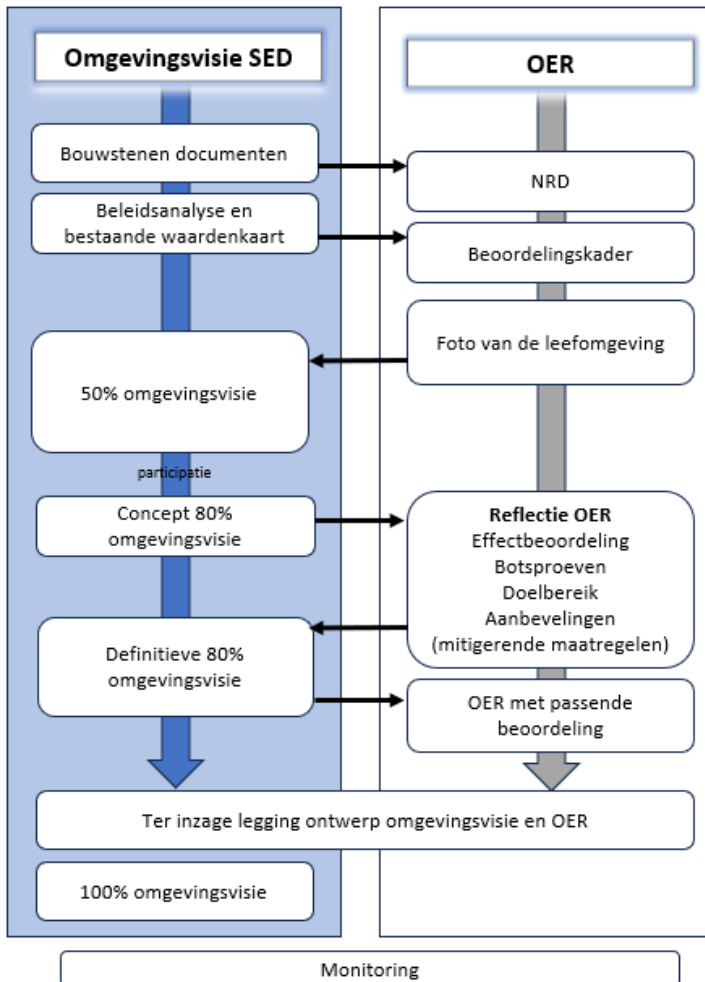 Omgevingsvisie SED
Bouwstenen documenten
Beleidsanalyse en
bestaande waardenkaart
50% omgevingsvisie
participatie
Concept 80%
omgevingsvisie
Definitieve 80%
omgevingsvisie
OER
NRD
Beoordelingskader
Foto van de leefomgeving
Reflectie OER
Effectbeoordeling
Botsproeven
Doelbereik
Aanbevelingen
(mitigerende maatregelen)
OER met passende
beoordeling
Ter inzage legging ontwerp omgevingsvisie en OER
100% omgevingsvisie
Monitoring